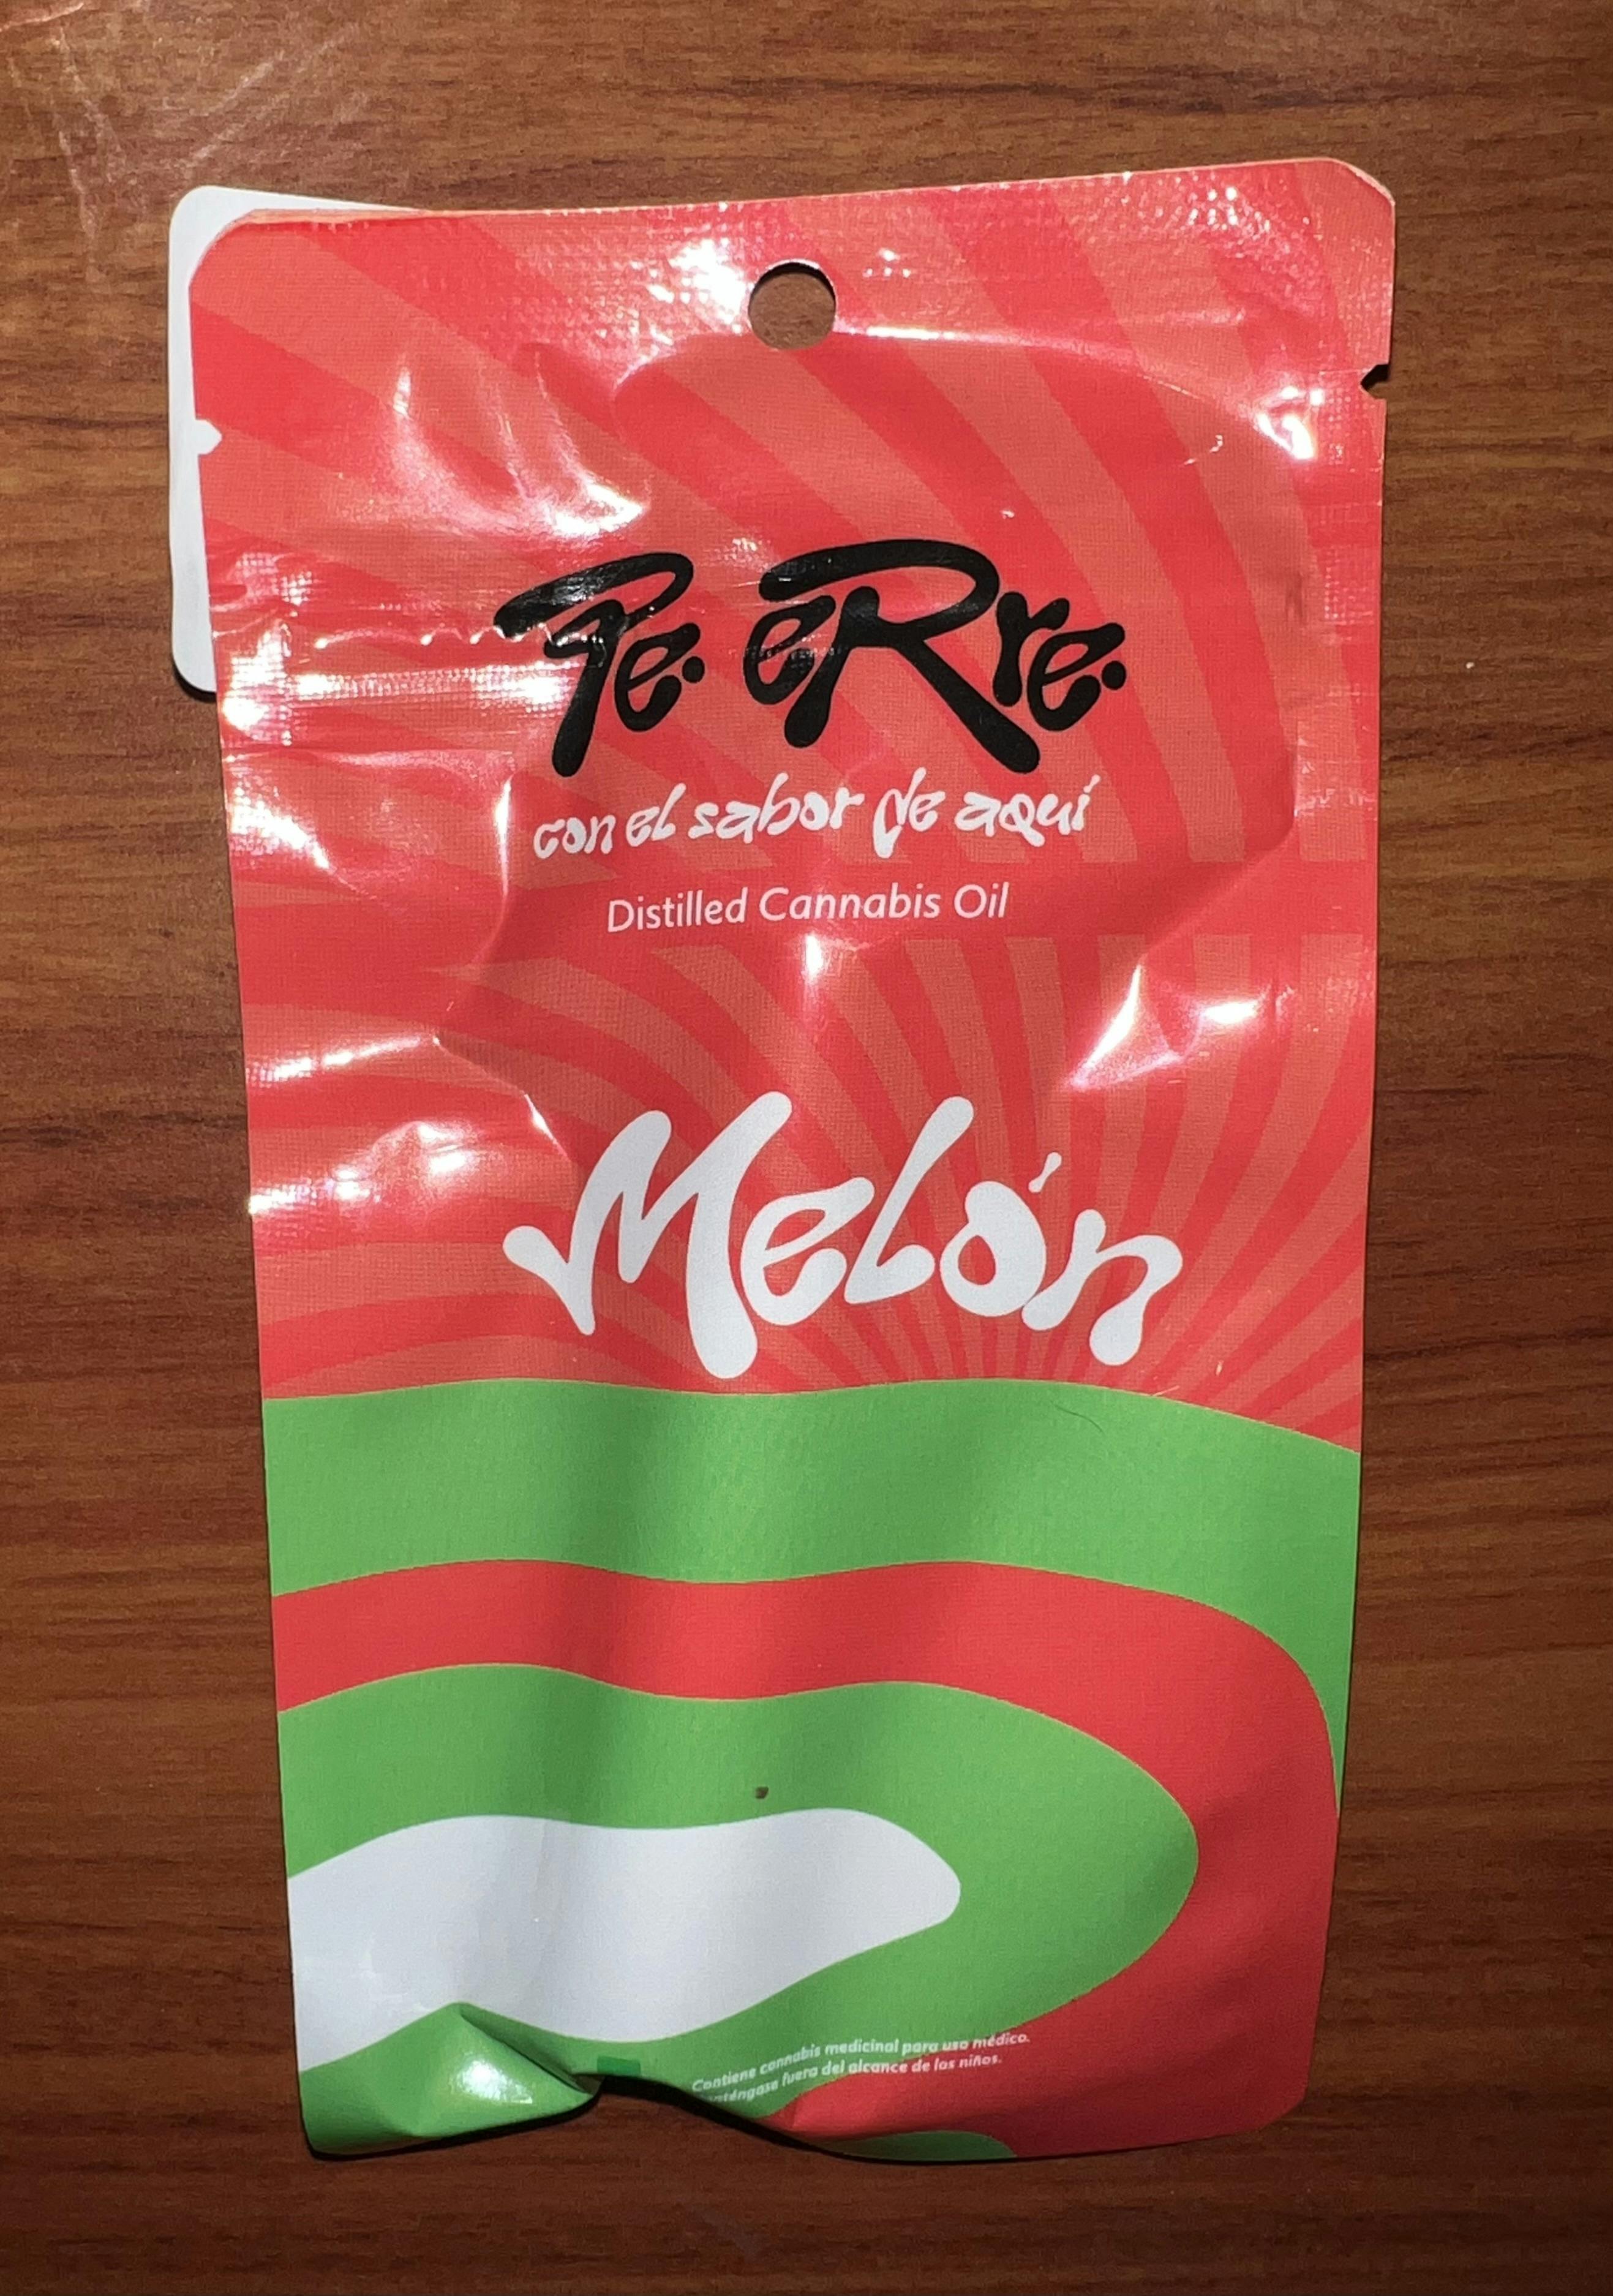 Pe. eRre.
con el sabor de aquí
Distilled Cannabis Oil
Melón
Contiene cannabis medicinal para uso médico.
fuera del alcance de los niños.